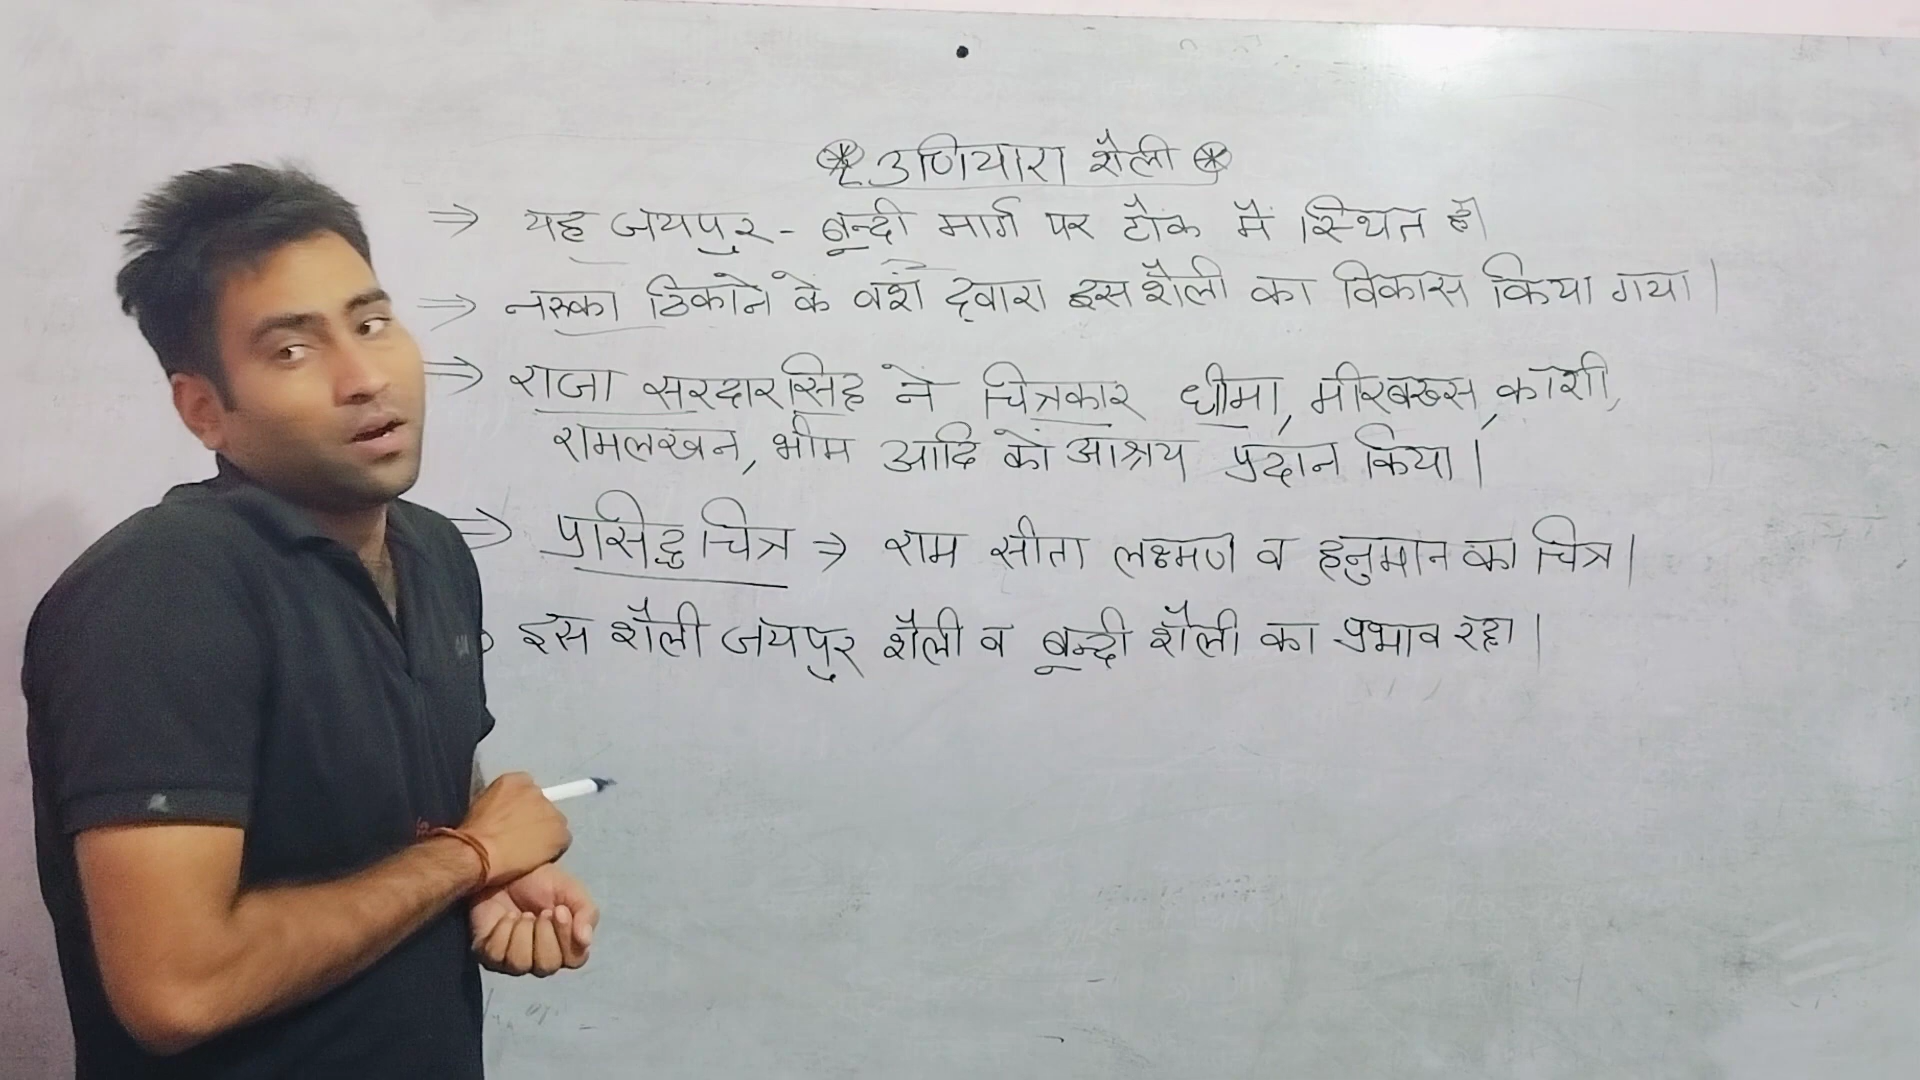 उणियारा शैली
⇒ यह जयपुर - बून्दी मार्ग पर टोंक में स्थित है।
⇒ नरुका ठिकाने के वंश द्वारा इस शैली का विकास किया गया।
⇒ राजा सरदारसिंह ने चित्रकार धीमा, मीरबख्स, काशी,
रामलखन, भीम आदि को आश्रय प्रदान किया।
⇒ प्रसिद्ध चित्र ⇒ राम सीता लक्ष्मण व हनुमान का चित्र।
इस शैली जयपुर शैली व बून्दी शैली का प्रभाव रहा।